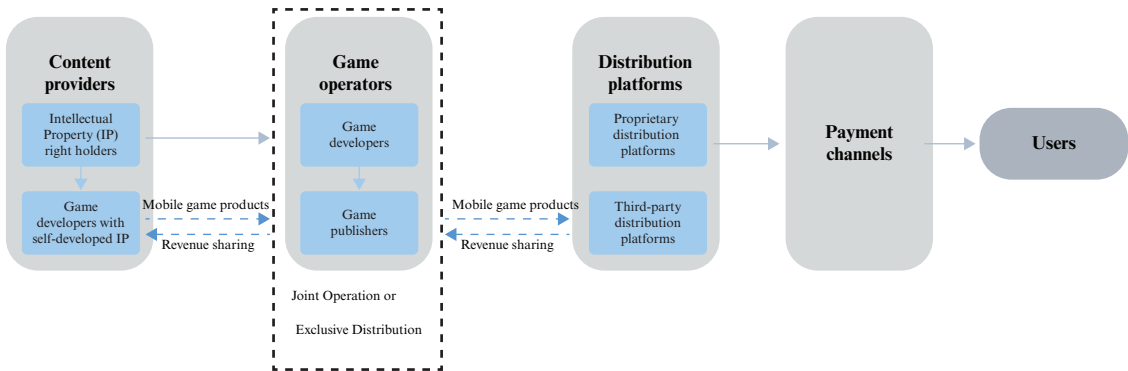 Content
providers
Intellectual
Property (IP)
right holders
Game
developers with
self-developed IP
Mobile game products
Revenue sharing
Game
operators
Game
developers
Game
publishers
Joint Operation or
Exclusive Distribution
Mobile game products
Revenue sharing
Distribution
platforms
Proprietary
distribution
platforms
Third-party
distribution
platforms
Payment
channels
Users